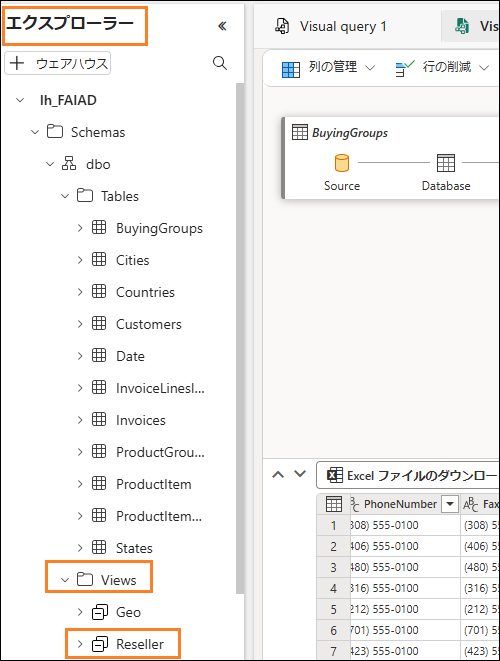 エクスプローラー
ウェアハウス
lh_FAIAD
Schemas
dbo
Tables
BuyingGroups
Cities
Countries
Customers
Date
InvoiceLinesI...
Invoices
ProductGrou...
ProductItem
ProductItem...
States
Views
Geo
Reseller
Visual query 1
Vis
列の管理 行の削減
BuyingGroups
Source Database
Excel ファイルのダウンロー
ABC PhoneNumber ABC Fax
1 308) 555-0100 (308) 5
2 406) 555-0100 (406) 5
3 480) 555-0100 (480) 5
4 316) 555-0100 (316) 5
5 212) 555-0100 (212) 5
6 701) 555-0100 (701) 5
7 423) 555-0100 (423) 5